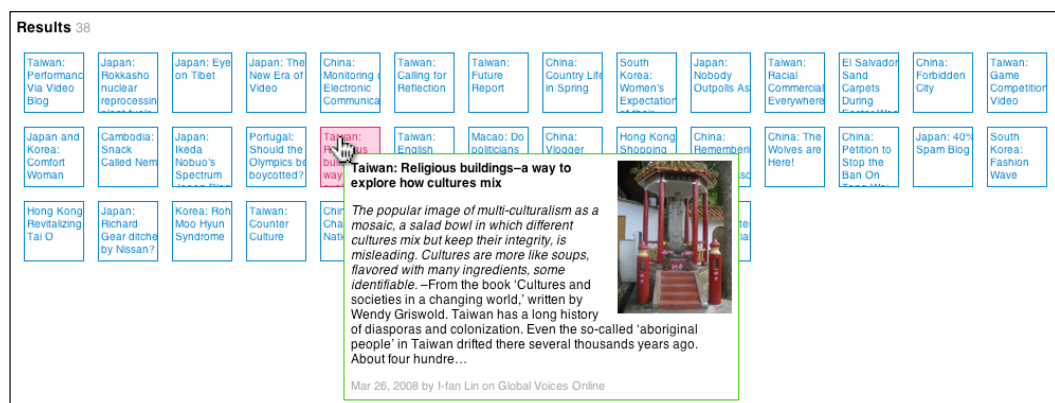 Results 38
Taiwan:
Performanc
Via Video
Blog
Japan:
Rokkasho
nuclear
reprocessin
Japan: Eye
on Tibet
Japan: The
New Era of
Video
China:
Monitoring
Electronic
Communica
Taiwan:
Calling for
Reflection
Taiwan:
Future
Report
China:
Country Life
in Spring
South
Korea:
Women's
Expectation
Japan:
Nobody
Outpolls As
Taiwan:
Racial
Commercial
Everywhere
El Salvador
Sand
Carpets
During
China:
Forbidden
City
Taiwan:
Game
Competition
Video
Japan and
Korea:
Comfort
Woman
Cambodia:
Snack
Called Nem
Japan:
Ikeda
Nobuo's
Spectrum
Portugal:
Should the
Olympics be
boycotted?
Taiwan:
way
Taiwan:
English
Macao: Do
politicians
China:
Vlogger
Hong Kong
Shopping
China:
Rememberi
China: The
Wolves are
Here!
China:
Petition to
Stop the
Ban On
Japan: 40%
Spam Blog
South
Korea:
Fashion
Wave
Hong Kong
Revitalizing
Tai O
Japan:
Richard
Gear ditche
by Nissan?
Korea: Roh
Moo Hyun
Syndrome
Taiwan:
Counter
Culture
Taiwan: Religious buildings–a way to
explore how cultures mix
The popular image of multi-culturalism as a
mosaic, a salad bowl in which different
cultures mix but keep their integrity, is
misleading. Cultures are more like soups,
flavored with many ingredients, some
identifiable. –From the book ‘Cultures and
societies in a changing world,’ written by
Wendy Griswold. Taiwan has a long history
of diasporas and colonization. Even the so-called ‘aboriginal
people’ in Taiwan drifted there several thousands years ago.
About four hundre…
Mar 26, 2008 by I-fan Lin on Global Voices Online